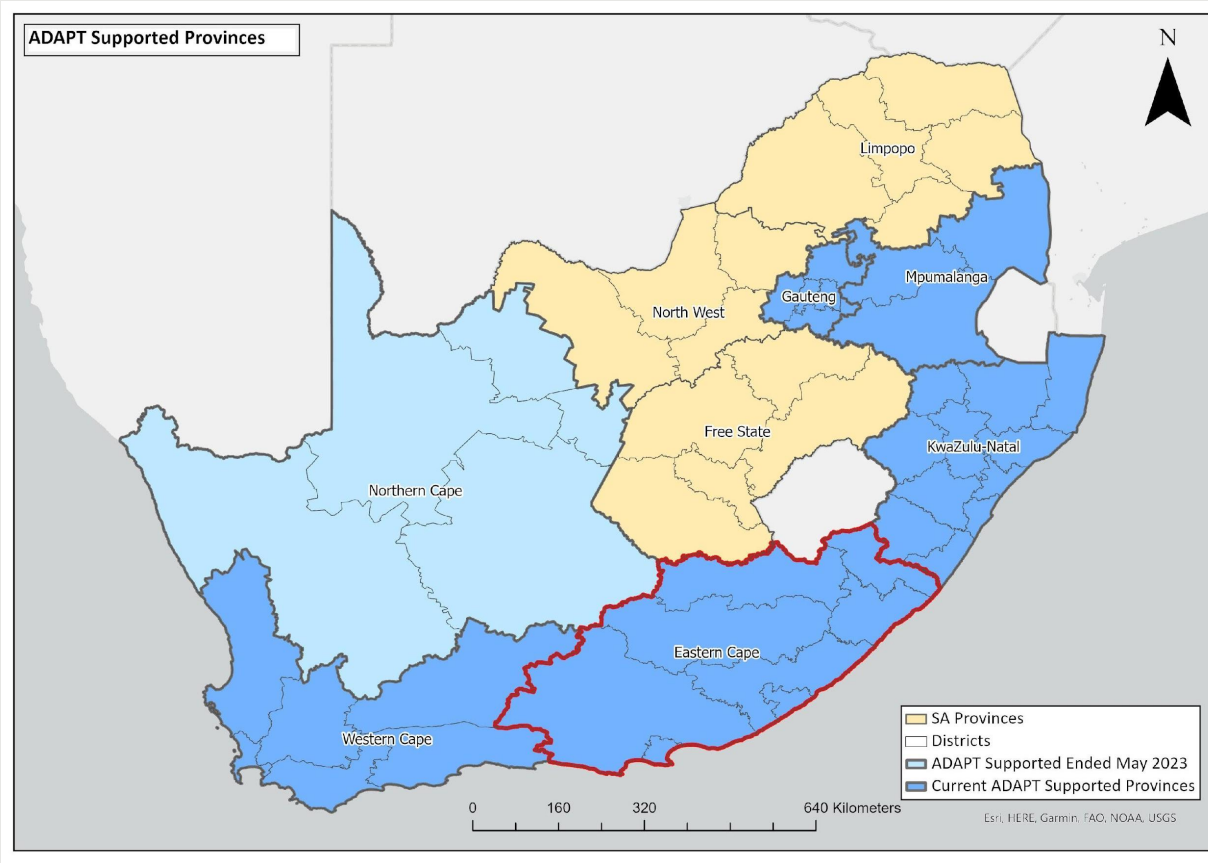 ADAPT Supported Provinces
N
Limpopo
Mpumalanga
Gauteng
North West
Free State
KwaZulu-Natal
Northern Cape
Eastern Cape
Western Cape
SA Provinces
Districts
ADAPT Supported Ended May 2023
Current ADAPT Supported Provinces
0 160 320 640 Kilometers
Esri, HERE, Garmin, FAO, NOAA, USGS